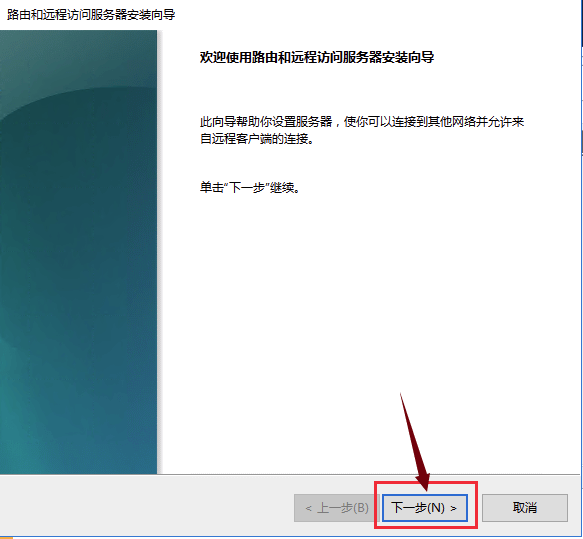 路由和远程访问服务器安装向导
欢迎使用路由和远程访问服务器安装向导
此向导帮助你设置服务器，使你可以连接到其他网络并允许来
自远程客户端的连接。
单击“下一步”继续。
< 上一步(B)
下一步(N) >
取消